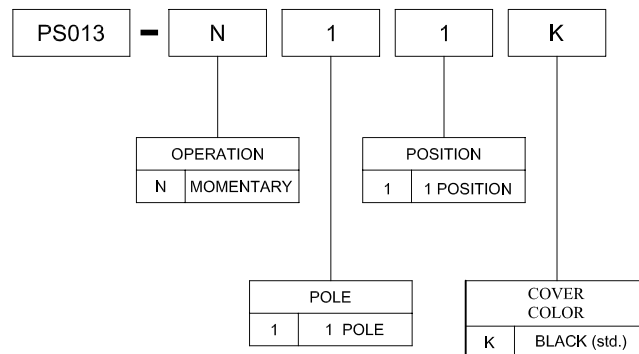 PS013 - N 1 1 K
OPERATION
N MOMENTARY
POSITION
1 1 POSITION
POLE
1 1 POLE
COVER
COLOR
K BLACK (std.)